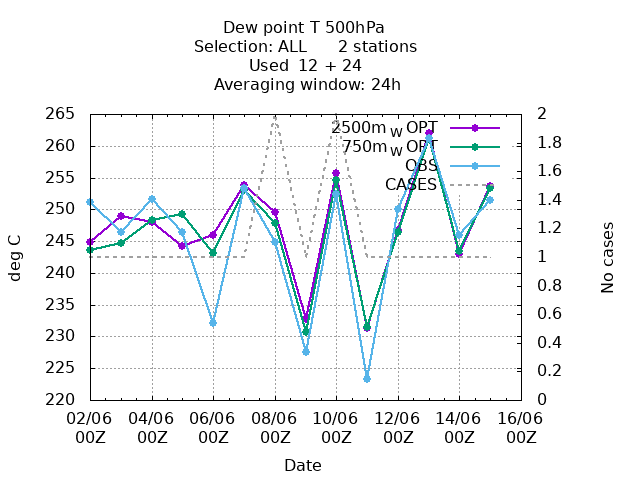 Dew point T 500hPa
Selection: ALL 2 stations
Used 12 + 24
Averaging window: 24h
2500m W OPT
750m W OPT
OBS
CASES
265
260
255
250
245
240
235
230
225
220
2
1.8
1.6
1.4
1.2
1
0.8
0.6
0.4
0.2
0
deg C
No cases
02/06 04/06 06/06 08/06 10/06 12/06 14/06 16/06
00Z 00Z 00Z 00Z 00Z 00Z 00Z 00Z
Date